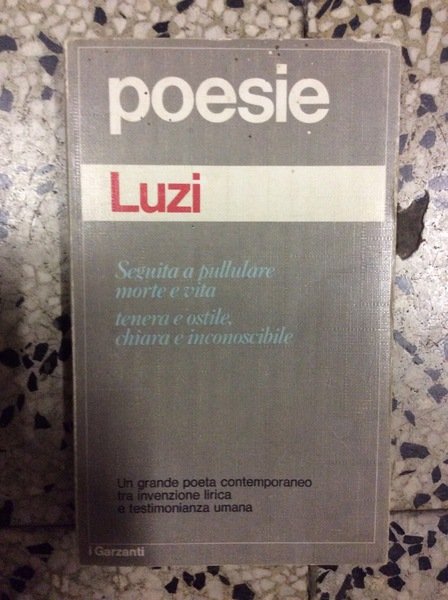 poesie
Luzi
Seguita a pullulare
morte e vita
tenera e ostile,
chiara e inconoscibile
Un grande poeta contemporaneo
tra invenzione lirica
e testimonianza umana
i Garzanti